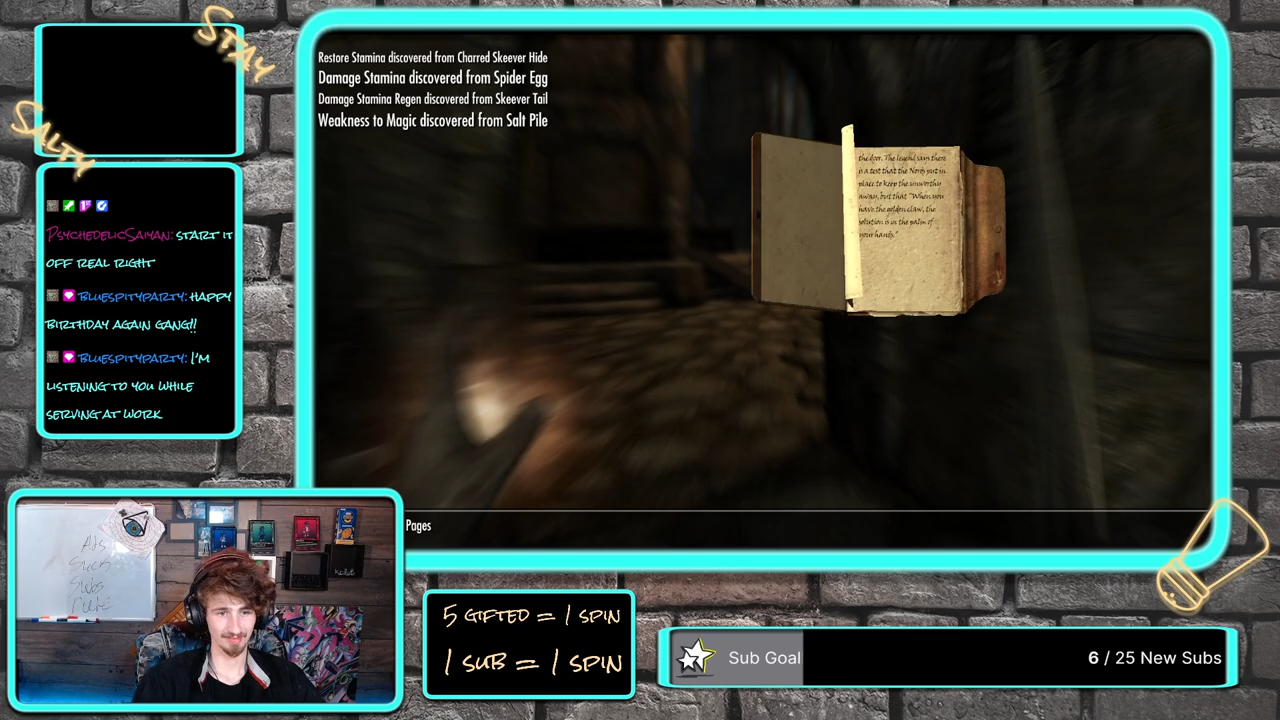 STAY
SALTY
PSYCHEDELICSAIYAN: START IT
OFF REAL RIGHT
BLUESPITYPARTY: HAPPY
BIRTHDAY AGAIN GANG!!
BLUESPITYPARTY: I'M
LISTENING TO YOU WHILE
SERVING AT WORK
Restore Stamina discovered from Charred Skeever Hide
Damage Stamina discovered from Spider Egg
Damage Stamina Regen discovered from Skeever Tail
Weakness to Magic discovered from Salt Pile
the door. The legend says there
is a test that the Nords put in
place to keep the unworthy
away, but that "When you
have the golden claw, the
solution is in the palm of
your hands."
Pages
Ads
Subs
5 GIFTED = 1 SPIN
1 SUB = 1 SPIN
Sub Goal
6 / 25 New Subs